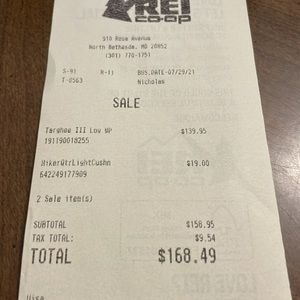 REI
co-op
910 Rose Avenue
North Bethesda, MD 20852
(301) 770-1751
S-91 R-11 BUS.DATE-07/29/21
T-0563 Nicholas
SALE
Targhee III Low WP $139.95
191190018255
HikerQtrLightCushn $19.00
642249177909
2 Sale item(s)
SUBTOTAL $158.95
TAX TOTAL: $9.54
TOTAL $168.49
Visa